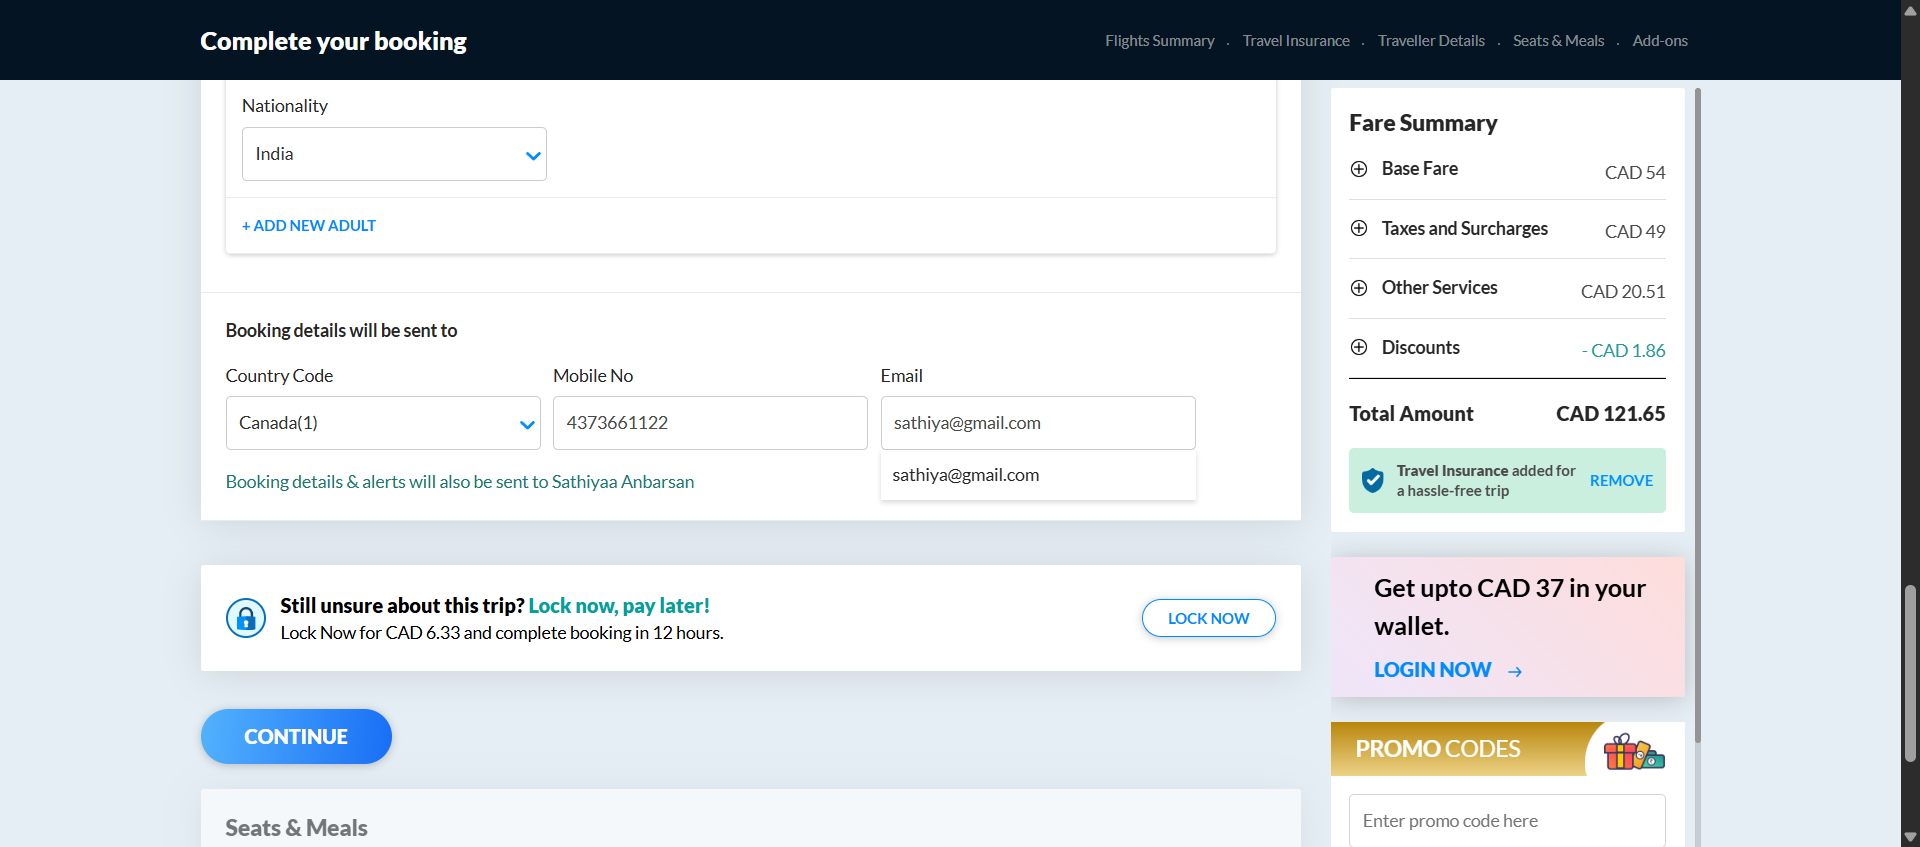 Complete your booking
Flights Summary . Travel Insurance . Traveller Details . Seats & Meals . Add-ons
Nationality
India
+ ADD NEW ADULT
Booking details will be sent to
Country Code
Mobile No
Email
Canada(1)
4373661122
sathiya@gmail.com
sathiya@gmail.com
Booking details & alerts will also be sent to Sathiyaa Anbarsan
Still unsure about this trip? Lock now, pay later!
Lock Now for CAD 6.33 and complete booking in 12 hours.
LOCK NOW
CONTINUE
Seats & Meals
Fare Summary
Base Fare CAD 54
Taxes and Surcharges CAD 49
Other Services CAD 20.51
Discounts - CAD 1.86
Total Amount CAD 121.65
Travel Insurance added for
a hassle-free trip
REMOVE
Get upto CAD 37 in your
wallet.
LOGIN NOW →
PROMO CODES
Enter promo code here